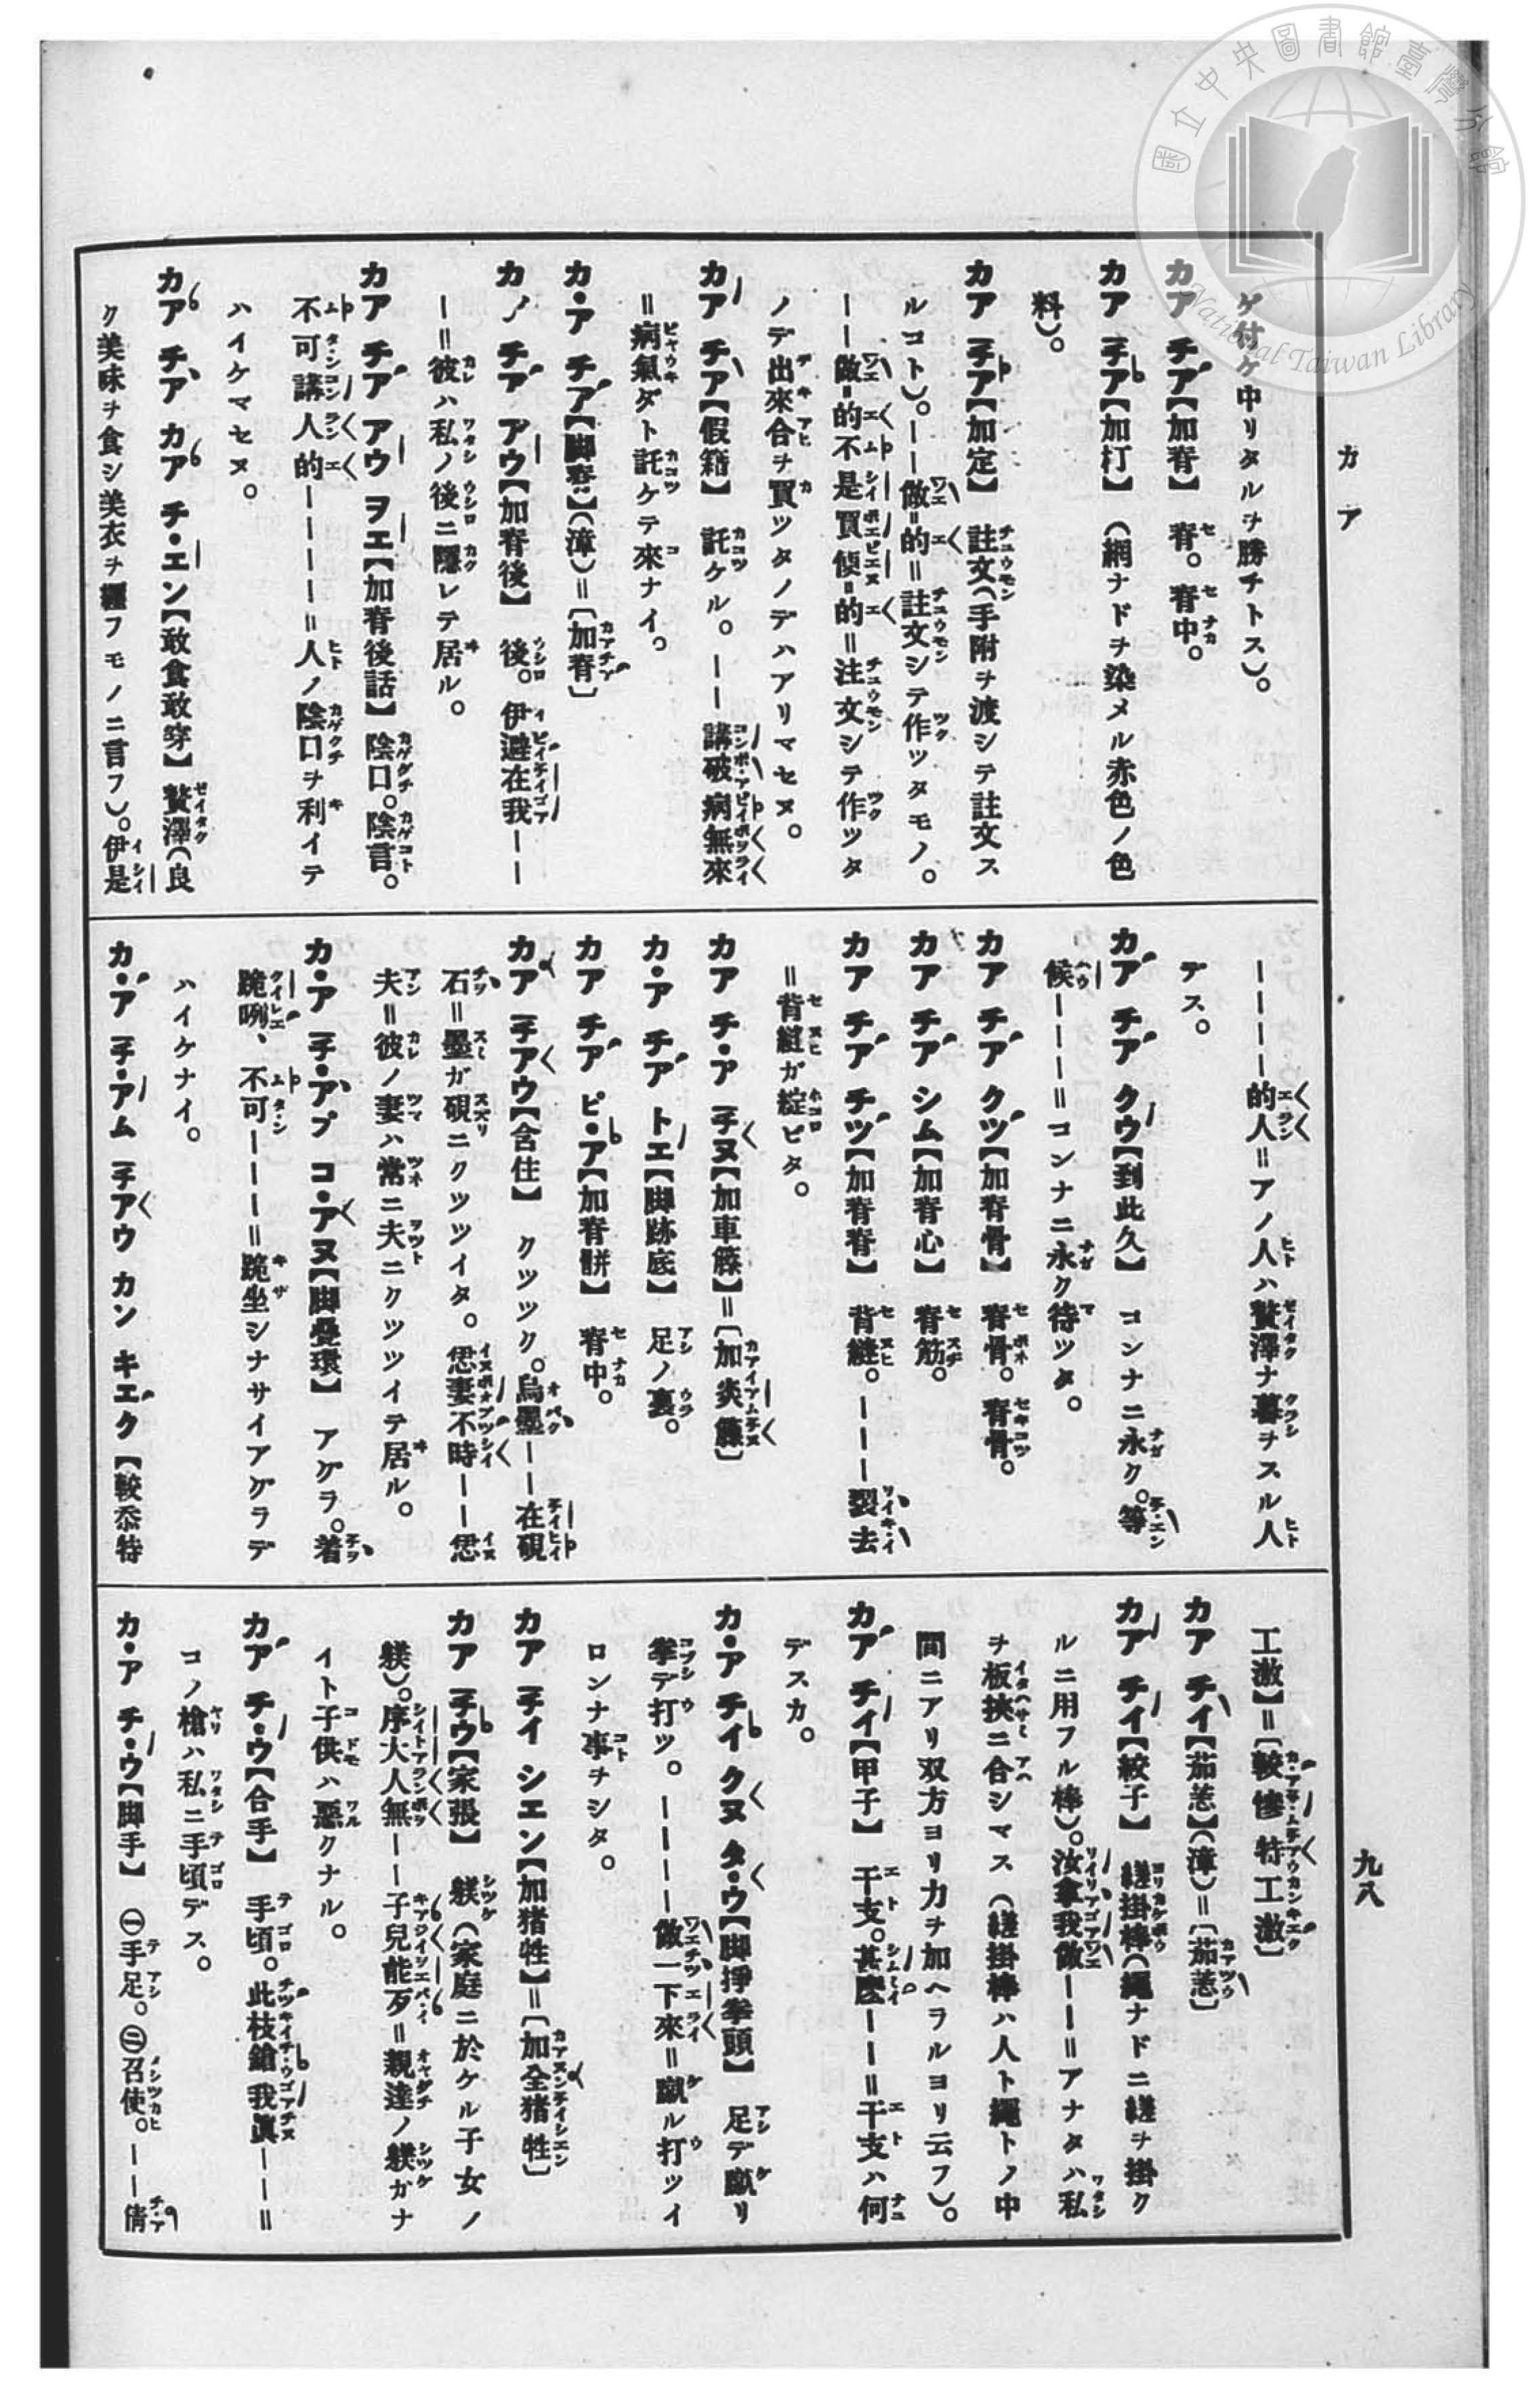 國立中央圖書館臺灣分館
National Taiwan Library
カア
九八
ケ付ケ中リタルヲ勝チトス)。
カア チア【加脊】 脊。脊中。
カア チア【加打】 (網ナドヲ染メル赤色ノ色
料)。
カア チア【加定】 註文(手附ヲ渡シテ註文ス
ルコト)。——做的=註文シテ作ツタモノ。
——做的不是買便的=注文シテ作ツタ
ノデ出來合ヲ買ツタノデハアリマセヌ。
カア チア【假藉】 託ケル。——講破病無來
=病氣ダト託ケテ來ナイ。
カ・ア チア【脚脊】(漳)=〔加脊〕
カア チア アウ【加脊後】 後。伊避在我——
—=彼ハ私ノ後ニ隱レテ居ル。
カア チア アウ ヲエ【加脊後話】 陰口。陰言。
不可講人的————=人ノ陰口ヲ利イテ
ハイケマセヌ。
カア チア カア チ・エン【敢食敢穿】 贅澤(良
ク美味ヲ食シ美衣ヲ纏フモノニ言フ)。伊是
————的人=アノ人ハ贅澤ナ暮ヲスル人
デス。
カア チア クウ【到此久】 コンナニ永ク。等
候———=コンナニ永ク待ツタ。
カア チア クツ【加脊骨】 脊骨。脊骨。
カア チア シム【加脊心】 脊筋。
カア チア チツ【加脊脊】 背縫。———裂去
=背縫ガ綻ビタ。
カア チ・ア チヌ【加車籐】=〔加炎籐〕
カ・ア チア トエ【脚跡底】 足ノ裏。
カア チア ピ・ア【加脊骿】 脊中。
カア チアウ【含住】 クツツク。烏墨——在硯
石=墨ガ硯ニクツツイタ。𪜶妻不時——𪜶
夫=彼ノ妻ハ常ニ夫ニクツツイテ居ル。
カ・ア チ・アプ コ・アヌ【脚疊環】 アグラ。着
跪咧、不可———=跪坐シナサイアグラデ
ハイケナイ。
カ・ア チ・アム チアウ カン キエク【較忝特
工激】=〔較慘特工激〕
カア チイ【茄荵】(漳)=〔茄荵〕
カア チイ【絞子】 縒掛棒(繩ナドニ縒ヲ掛ク
ルニ用フル棒)。汝拿我做——=アナタハ私
ヲ板挾ニ合シマス(縒掛棒ハ人ト繩トノ中
間ニアリ双方ヨリ力ヲ加ヘラルヨリ云フ)。
カア チイ【甲子】 干支。甚麽——=干支ハ何
デスカ。
カ・ア チイ クヌ タ・ウ【脚掙拳頭】 足デ蹴リ
拳デ打ツ。————做一下來=蹴ル打ツイ
ロンナ事ヲシタ。
カア チイ シエン【加猪牲】=〔加全猪牲〕
カア チウ【家張】 躾(家庭ニ於ケル子女ノ
躾)。序大人無——子兒能歹=親達ノ躾ガナ
イト子供ハ惡クナル。
カア チ・ウ【合手】 手頃。此枝鎗我眞——=
コノ槍ハ私ニ手頃デス。
カ・ア チ・ウ【脚手】 ㊀手足。㊁召使。——倩